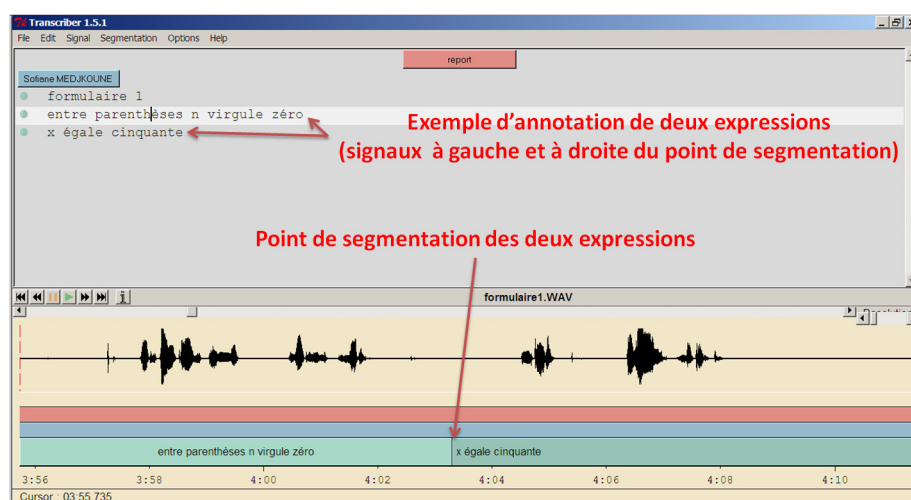 Transcriber 1.5.1
File Edit Signal Segmentation Options Help
report
Sofiane MEDJKOUNE
formulaire 1
entre parenthèses n virgule zéro
x égale cinquante
Exemple d'annotation de deux expressions
(signaux à gauche et à droite du point de segmentation)
Point de segmentation des deux expressions
i formulaire1.WAV
entre parenthèses n virgule zéro x égale cinquante
3:56 3:58 4:00 4:02 4:04 4:06 4:08 4:10
Cursor : 03:55.735